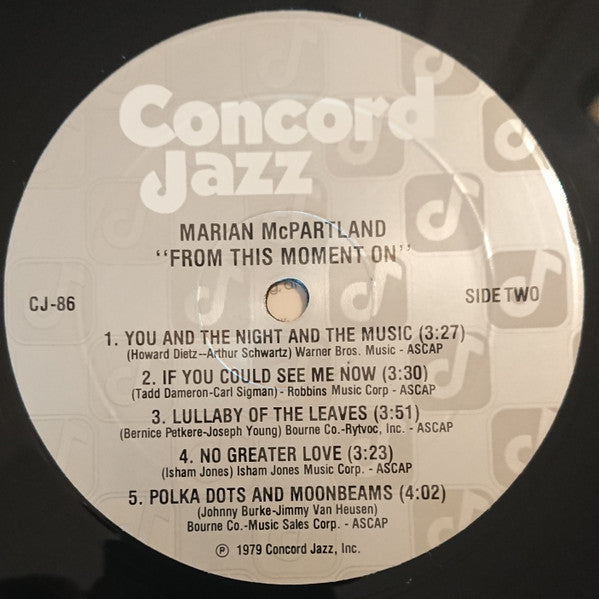 Concord
Jazz
MARIAN McPARTLAND
"FROM THIS MOMENT ON"
CJ-86
SIDE TWO
1. YOU AND THE NIGHT AND THE MUSIC (3:27)
(Howard Dietz--Arthur Schwartz) Warner Bros. Music - ASCAP
2. IF YOU COULD SEE ME NOW (3:30)
(Tadd Dameron-Carl Sigman) - Robbins Music Corp - ASCAP
3. LULLABY OF THE LEAVES (3:51)
(Bernice Petkere-Joseph Young) Bourne Co.-Rytvoc, Inc. - ASCAP
4. NO GREATER LOVE (3:23)
(Isham Jones) Isham Jones Music Corp. - ASCAP
5. POLKA DOTS AND MOONBEAMS (4:02)
(Johnny Burke-Jimmy Van Heusen)
Bourne Co.-Music Sales Corp. - ASCAP
℗ 1979 Concord Jazz, Inc.